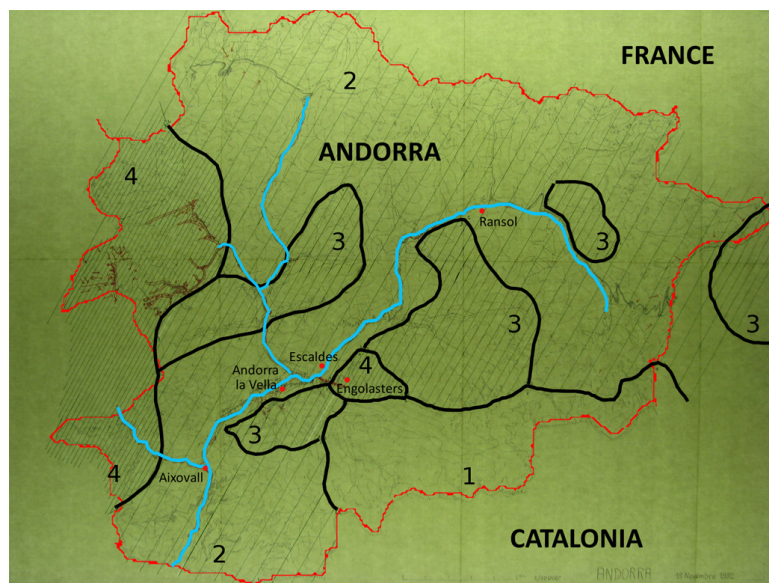 FRANCE
2
ANDORRA
4
3
Ransol
3
3
3
Escaldes
4
Andorra
la Vella
Engolasters
3
4
Aixovall
1
2
CATALONIA
ANDORRA